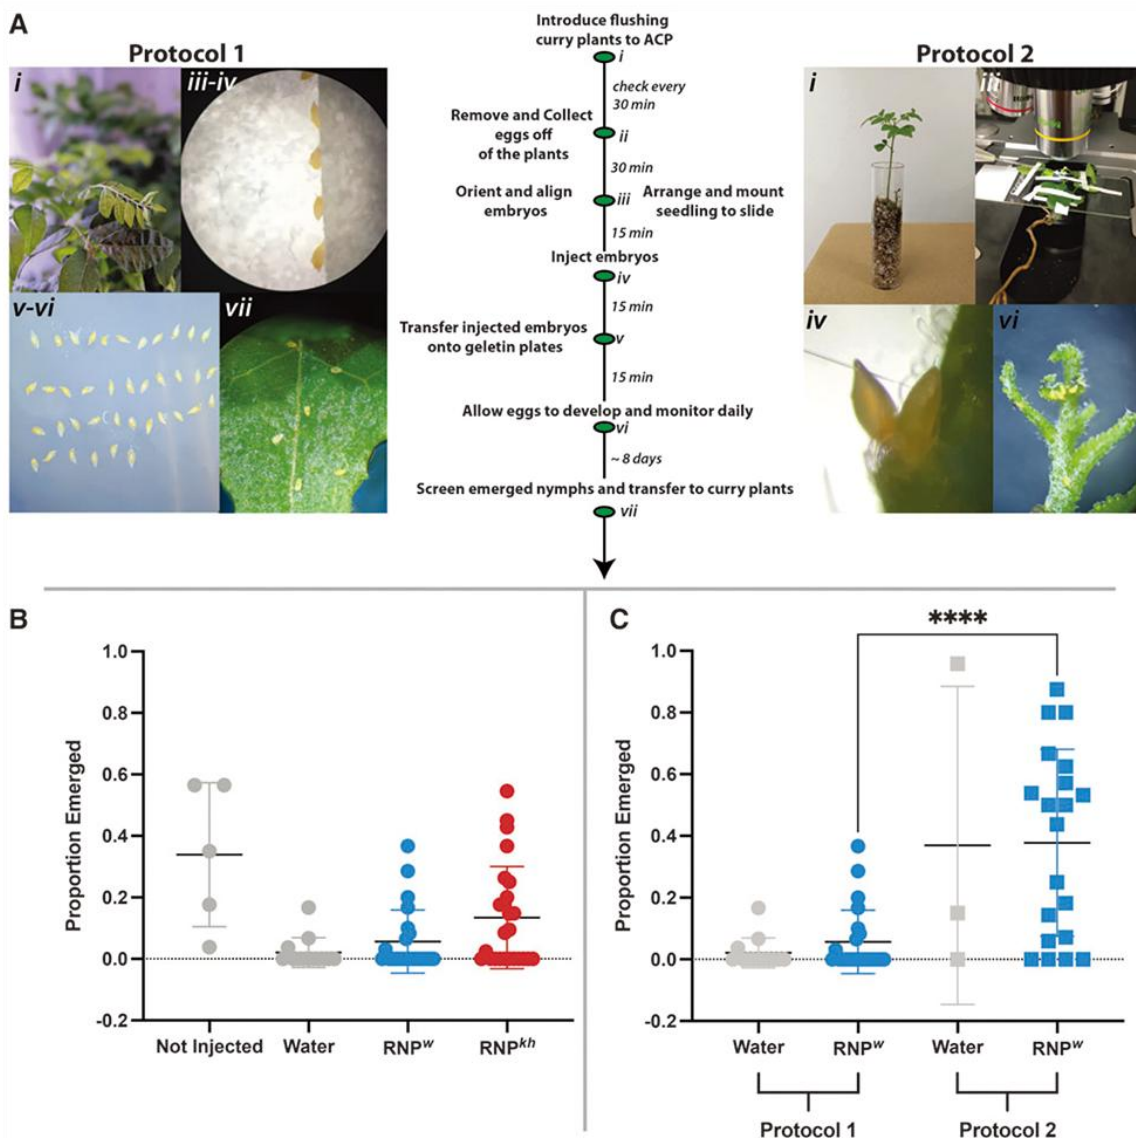 A
Protocol 1
i
iii-iv
v-vi
vii
Introduce flushing
curry plants to ACP
i
check every
30 min
Remove and Collect
eggs off
of the plants
ii
30 min
Orient and align
embryos
iii
Arrange and mount
seedling to slide
15 min
Inject embryos
iv
15 min
Transfer injected embryos
onto geletin plates
v
15 min
Allow eggs to develop and monitor daily
vi
~ 8 days
Screen emerged nymphs and transfer to curry plants
vii
Protocol 2
i
iii
iv
vi
B
Proportion Emerged
1.0
0.8
0.6
0.4
0.2
0.0
-0.2
Not Injected
Water
RNPw
RNPkh
C
****
Proportion Emerged
1.0
0.8
0.6
0.4
0.2
0.0
-0.2
Water
RNPw
Water
RNPw
Protocol 1
Protocol 2